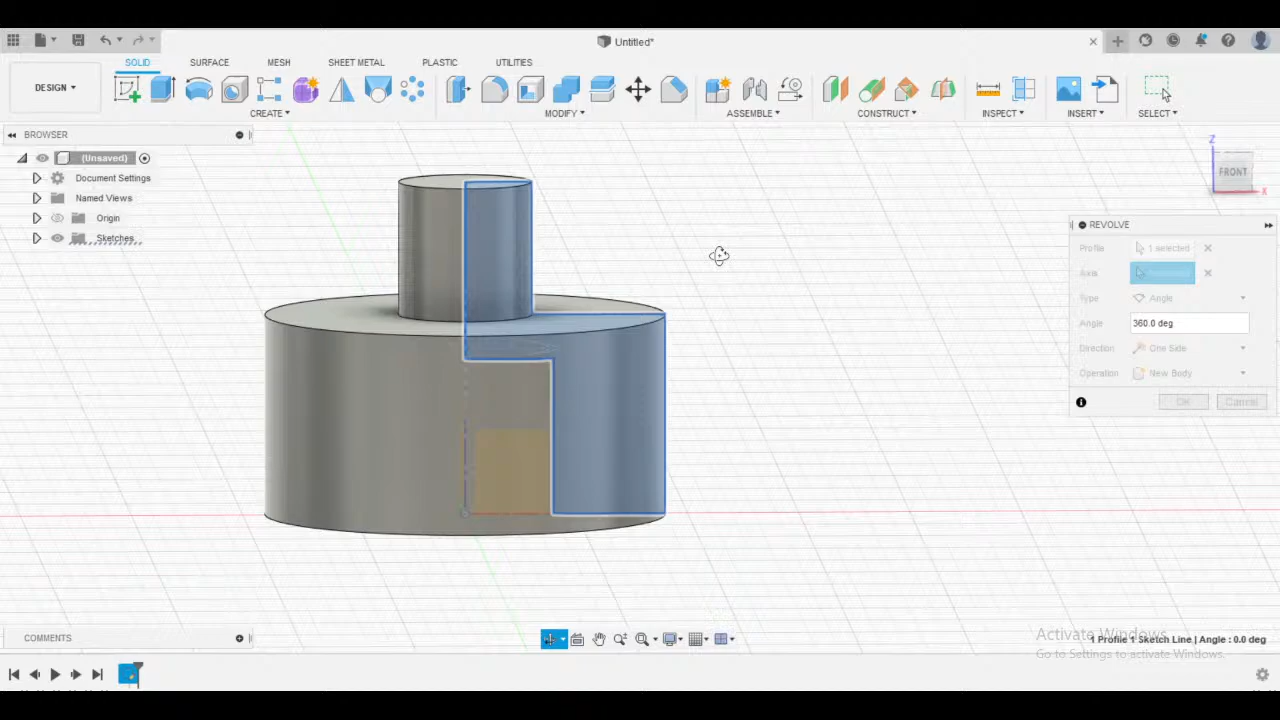 Untitled*
DESIGN
SOLID SURFACE MESH SHEET METAL PLASTIC UTILITIES
CREATE MODIFY ASSEMBLE CONSTRUCT INSPECT INSERT SELECT
BROWSER
(Unsaved)
Document Settings
Named Views
Origin
Sketches
Z
FRONT
X
REVOLVE
Profile 1 selected
Axis
Type Angle
Angle 360.0 deg
Direction One Side
Operation New Body
OK Cancel
COMMENTS
Activate Windows
Go to Settings to activate Windows.
1 Profile 1 Sketch Line | Angle : 0.0 deg